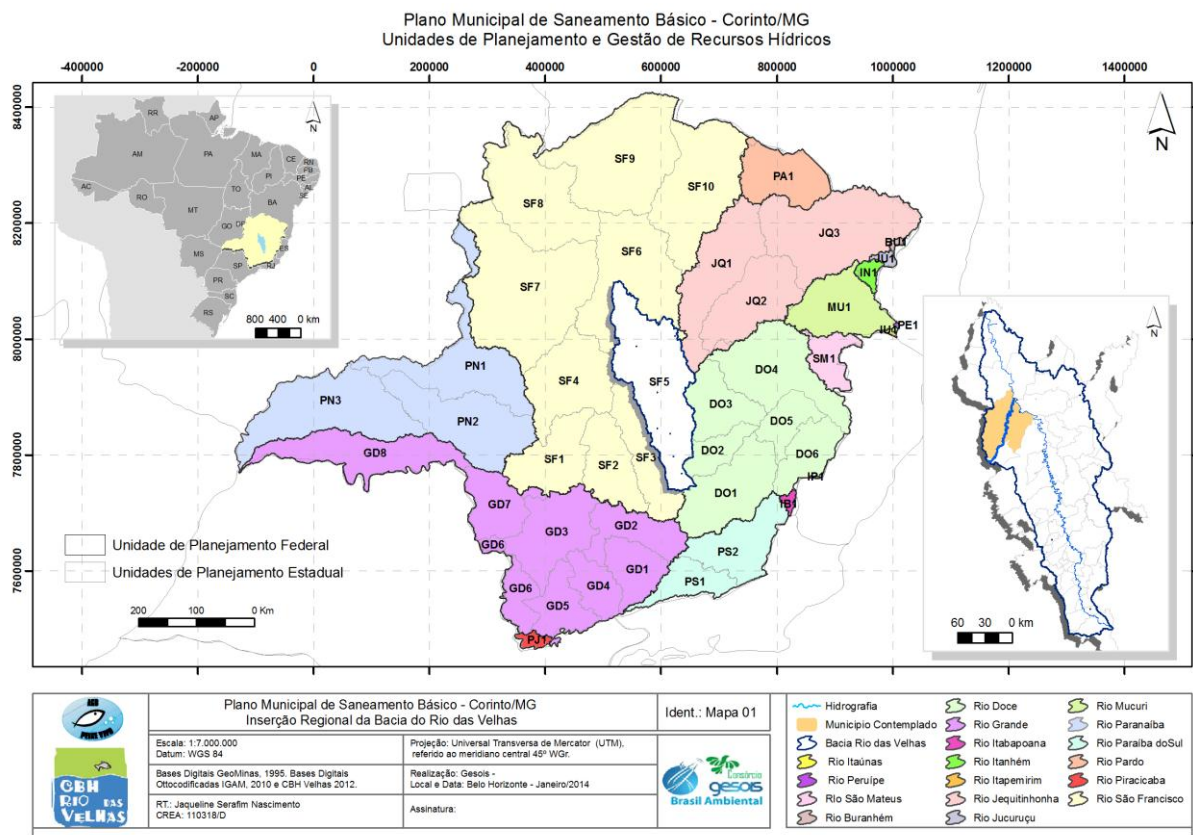 Plano Municipal de Saneamento Básico - Corinto/MG
Unidades de Planejamento e Gestão de Recursos Hídricos
-400000 -200000 0 200000 400000 600000 800000 1000000 1200000 1400000
8400000
8200000
8000000
7800000
7600000
N
RR
AP
AM
PA
MA
CE
RN
PB
PE
AL
SE
PI
AC
RO
TO
BA
MT
GO
DF
ES
MS
SP
RJ
PR
SC
RS
800 400 0 km
N
SF9
SF10
PA1
SF8
SF6
JQ3
BU1
JU1
IN1
JQ1
SF7
JQ2
MU1
PE1
IU1
SM1
PN1
SF4
SF5
DO4
PN3
DO3
PN2
DO5
GD8
SF1
SF2
SF3
DO2
DO6
IP1
DO1
IB1
GD7
GD3
GD2
GD6
PS2
GD1
GD6
GD4
PS1
GD5
PJ1
Unidade de Planejamento Federal
Unidades de Planejamento Estadual
200 100 0 Km
N
N
60 30 0 km
AGB
PEIXE VIVO
CBH
RIO DAS
VELHAS
Plano Municipal de Saneamento Básico - Corinto/MG
Inserção Regional da Bacia do Rio das Velhas
Ident.: Mapa 01
Escala: 1:7.000.000
Datum: WGS 84
Projeção: Universal Transversa de Mercator (UTM),
referido ao meridiano central 45º WGr.
Bases Digitais GeoMinas, 1995. Bases Digitais
Ottocodificadas IGAM, 2010 e CBH Velhas 2012.
Realização: Gesois -
Local e Data: Belo Horizonte - Janeiro/2014
RT.: Jaqueline Serafim Nascimento
CREA: 110318/D
Assinatura:
Consórcio
gesois
Brasil Ambiental
Hidrografia
Municipio Contemplado
Bacia Rio das Velhas
Rio Itaúnas
Rio Peruípe
RIo São Mateus
Rio Buranhém
Rio Doce
Rio Grande
Rio Itabapoana
Rio Itanhém
Rio Itapemirim
Rio Jequitinhonha
Rio Jucuruçu
Rio Mucuri
Rio Paranaíba
Rio Paraíba doSul
Rio Pardo
Rio Piracicaba
Rio São Francisco